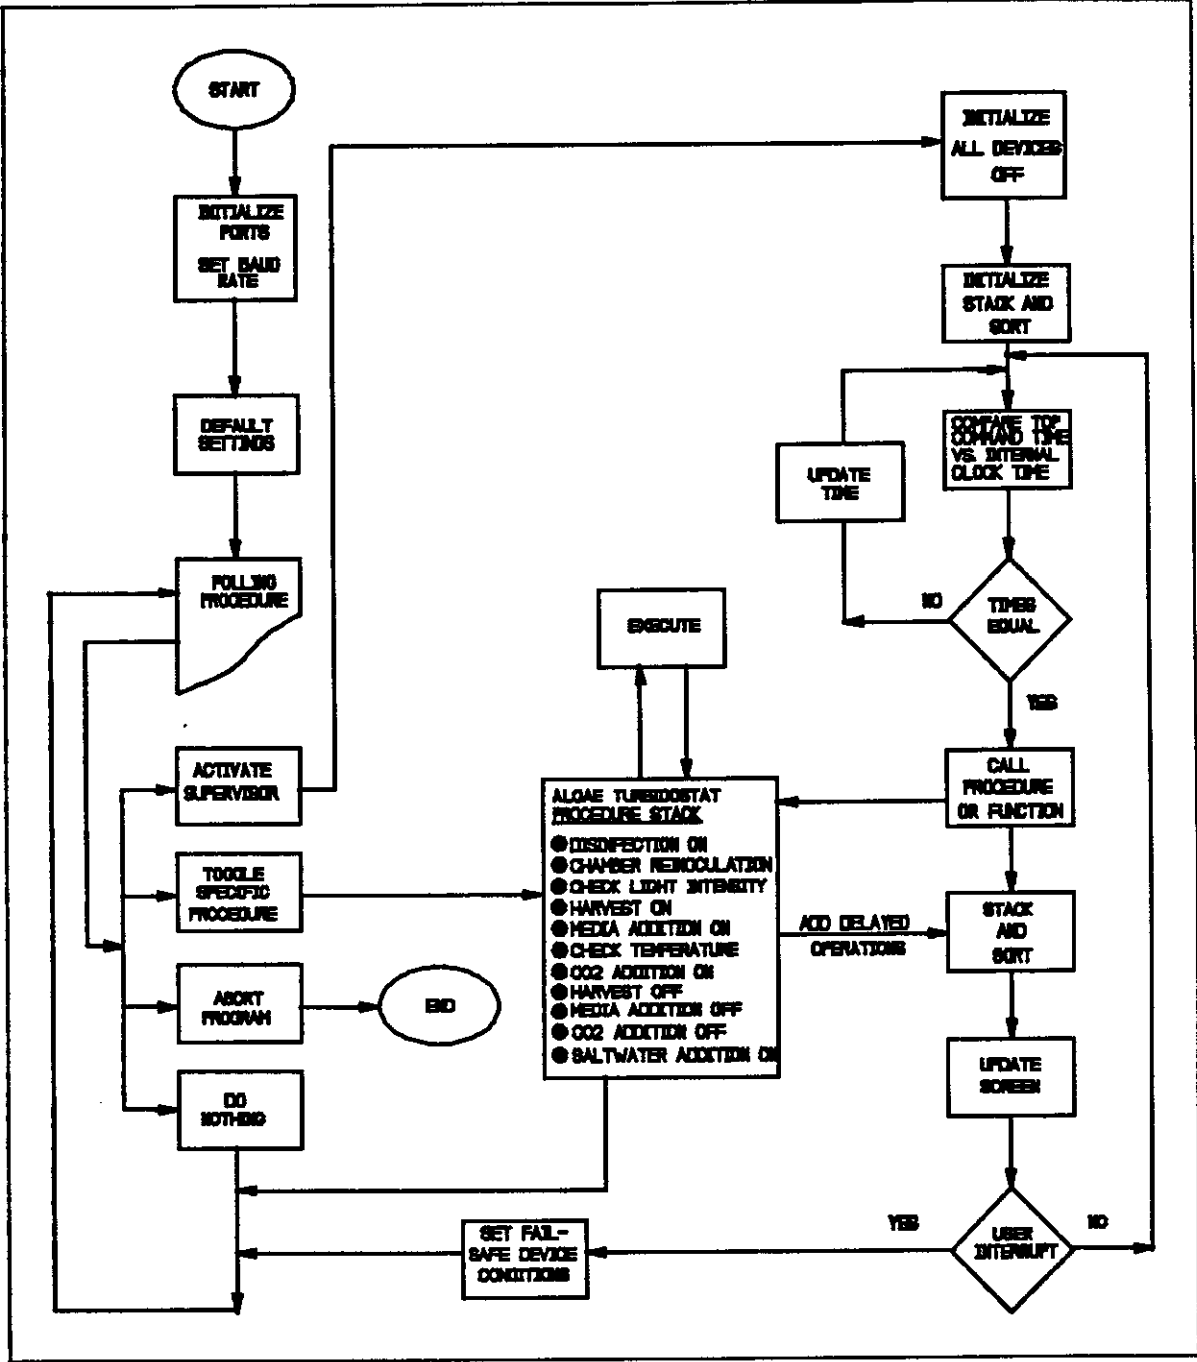 START
INITIALIZE
PORTS
SET BAUD
RATE
DEFAULT
SETTINGS
POLLING
PROCEDURE
ACTIVATE
SUPERVISOR
TOGGLE
SPECIFIC
PROCEDURE
ABORT
PROGRAM
END
DO
NOTHING
EXECUTE
ALGAE TURBIDOSTAT
PROCEDURE STACK
● DISINFECTION ON
● CHAMBER REINOCULATION
● CHECK LIGHT INTENSITY
● HARVEST ON
● MEDIA ADDITION ON
● CHECK TEMPERATURE
● CO2 ADDITION ON
● HARVEST OFF
● MEDIA ADDITION OFF
● CO2 ADDITION OFF
● SALTWATER ADDITION ON
ADD DELAYED
OPERATIONS
INITIALIZE
ALL DEVICES
OFF
INITIALIZE
STACK AND
SORT
COMPARE TOP
COMMAND TIME
VS. INTERNAL
CLOCK TIME
UPDATE
TIME
NO
TIMES
EQUAL
YES
CALL
PROCEDURE
OR FUNCTION
STACK
AND
SORT
UPDATE
SCREEN
USER
INTERRUPT
YES
NO
SET FAIL-
SAFE DEVICE
CONDITIONS